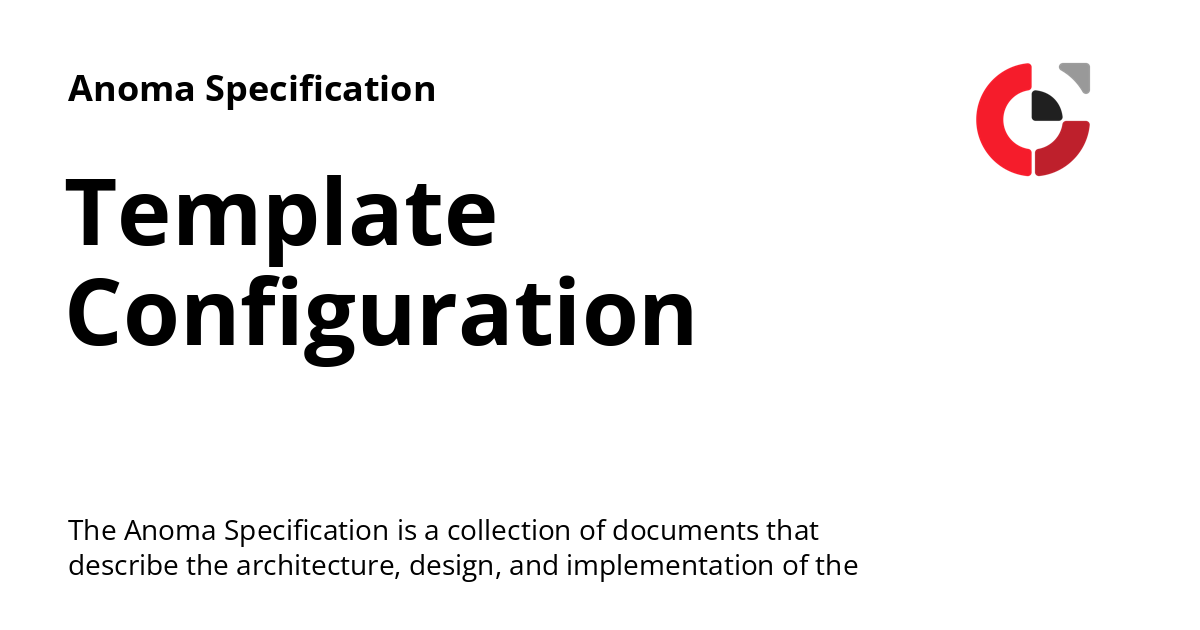 Anoma Specification
Template
Configuration
The Anoma Specification is a collection of documents that
describe the architecture, design, and implementation of the